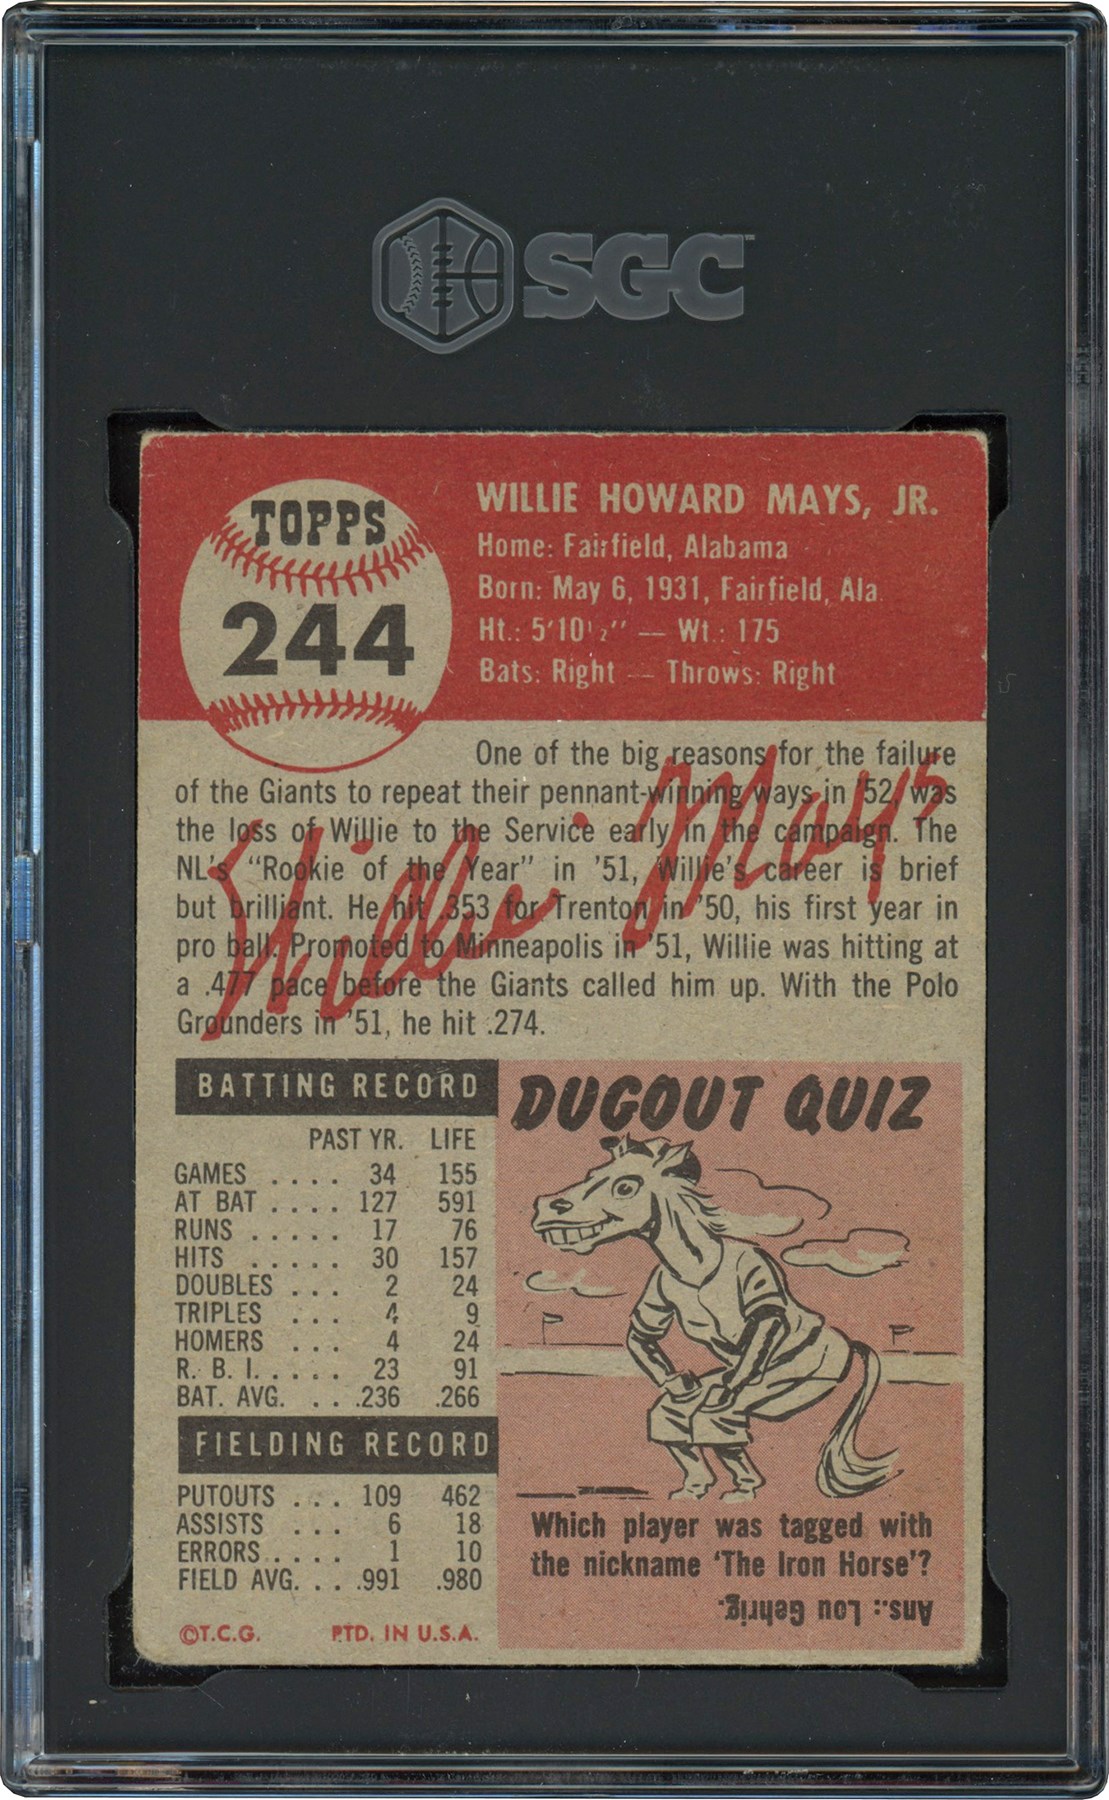 SGC
TOPPS
244
WILLIE HOWARD MAYS, JR.
Home: Fairfield, Alabama
Born: May 6, 1931, Fairfield, Ala.
Ht.: 5'10½" — Wt.: 175
Bats: Right — Throws: Right
One of the big reasons for the failure
of the Giants to repeat their pennant-winning ways in '52, was
the loss of Willie to the Service early in the campaign. The
NL's "Rookie of the Year" in '51, Willie's career is brief
but brilliant. He hit .353 for Trenton in '50, his first year in
pro ball. Promoted to Minneapolis in '51, Willie was hitting at
a .477 pace before the Giants called him up. With the Polo
Grounders in '51, he hit .274.
Willie Mays
BATTING RECORD
PAST YR. LIFE
GAMES .... 34 155
AT BAT .... 127 591
RUNS ..... 17 76
HITS ..... 30 157
DOUBLES ... 2 24
TRIPLES ... 4 9
HOMERS ... 4 24
R. B. I. .... 23 91
BAT. AVG. ... .236 .266
FIELDING RECORD
PUTOUTS ... 109 462
ASSISTS ... 6 18
ERRORS .... 1 10
FIELD AVG. ... .991 .980
©T.C.G. PTD. IN U.S.A.
DUGOUT QUIZ
Which player was tagged with
the nickname 'The Iron Horse'?
Ans.: Lou Gehrig.